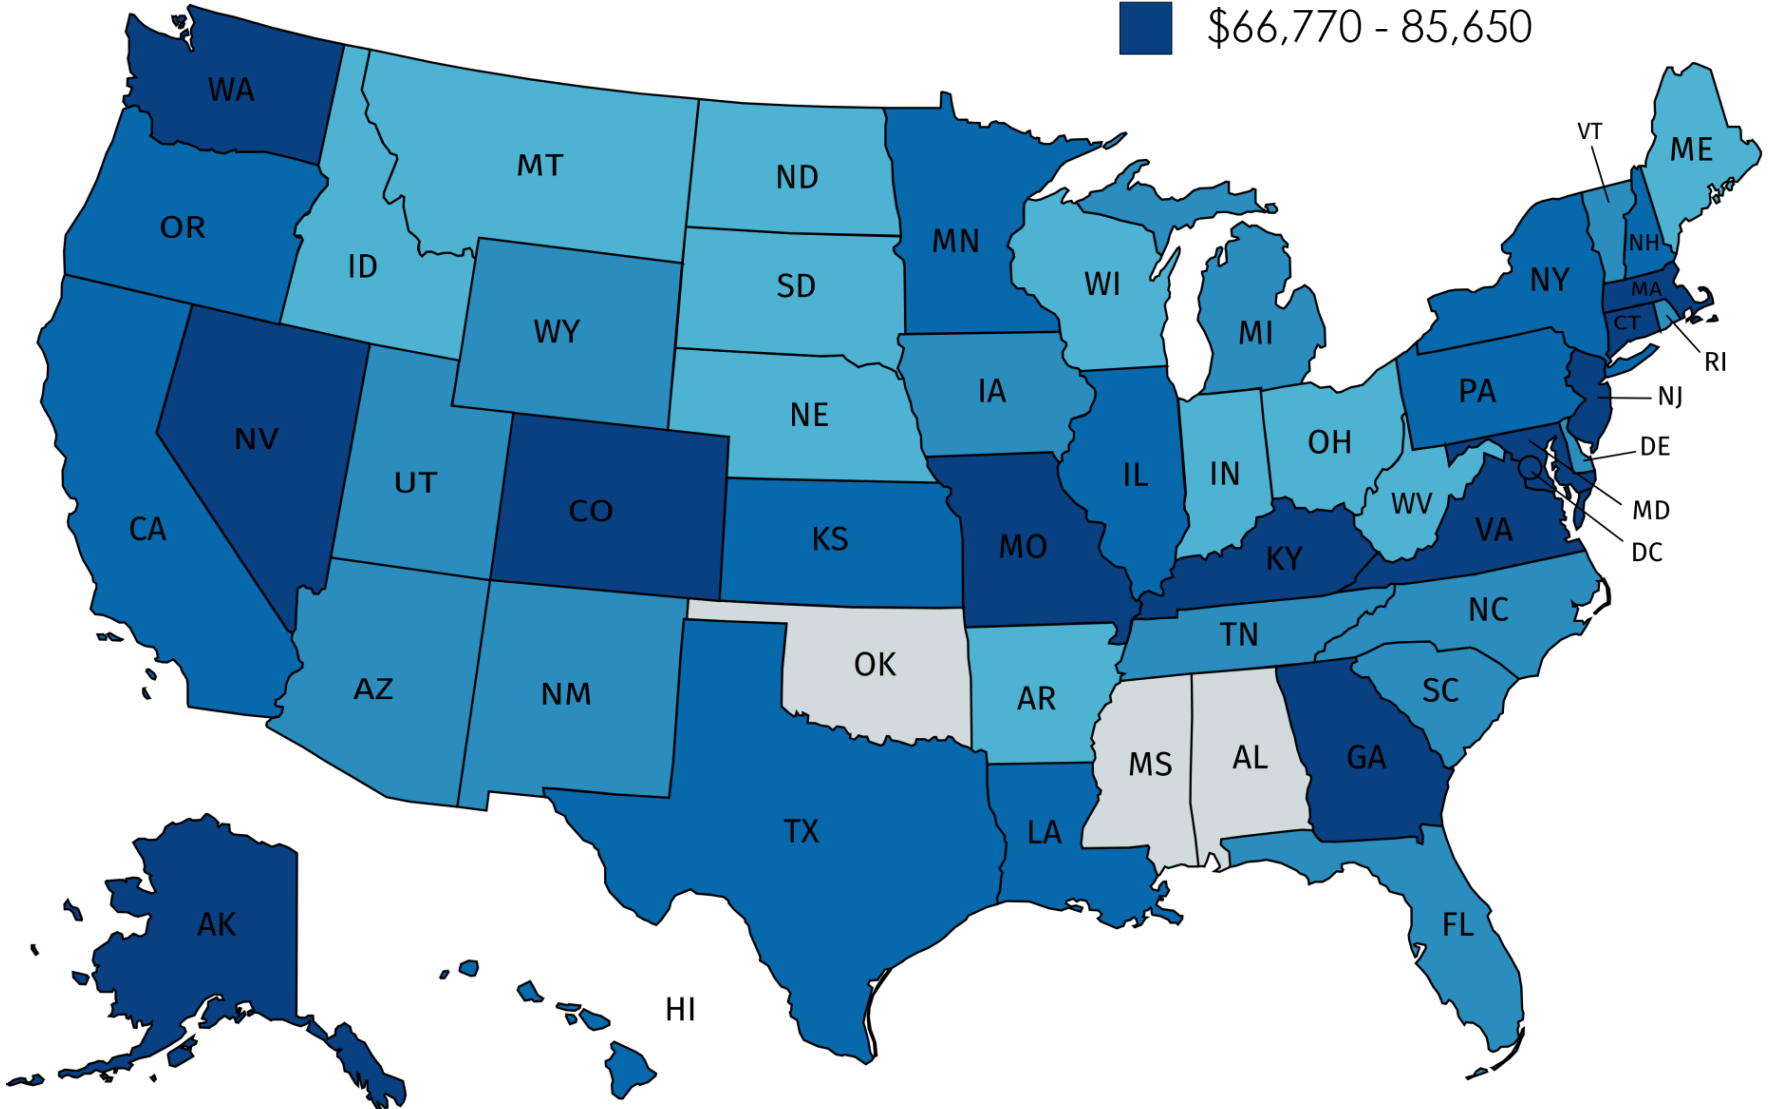 $66,770 - 85,650
WA
MT
ND
MN
VT
ME
OR
ID
SD
WI
NH
NY
MA
WY
MI
CT
RI
IA
PA
NJ
NV
NE
OH
DE
UT
CO
IL
IN
WV
MD
CA
KS
MO
KY
VA
DC
NC
TN
AZ
NM
OK
AR
SC
MS
AL
GA
TX
LA
AK
FL
HI